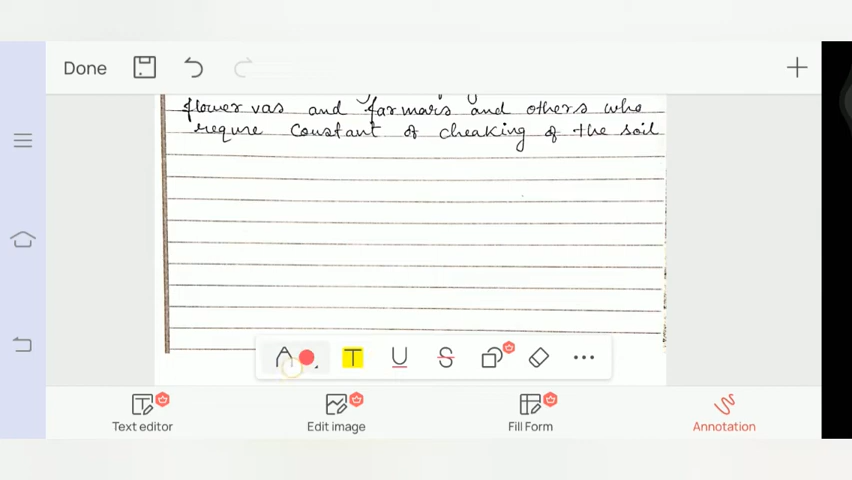 Done
flower vas and farmars and others who
requre constant of cheaking of the soil
T U S
Text editor
Edit image
Fill Form
Annotation